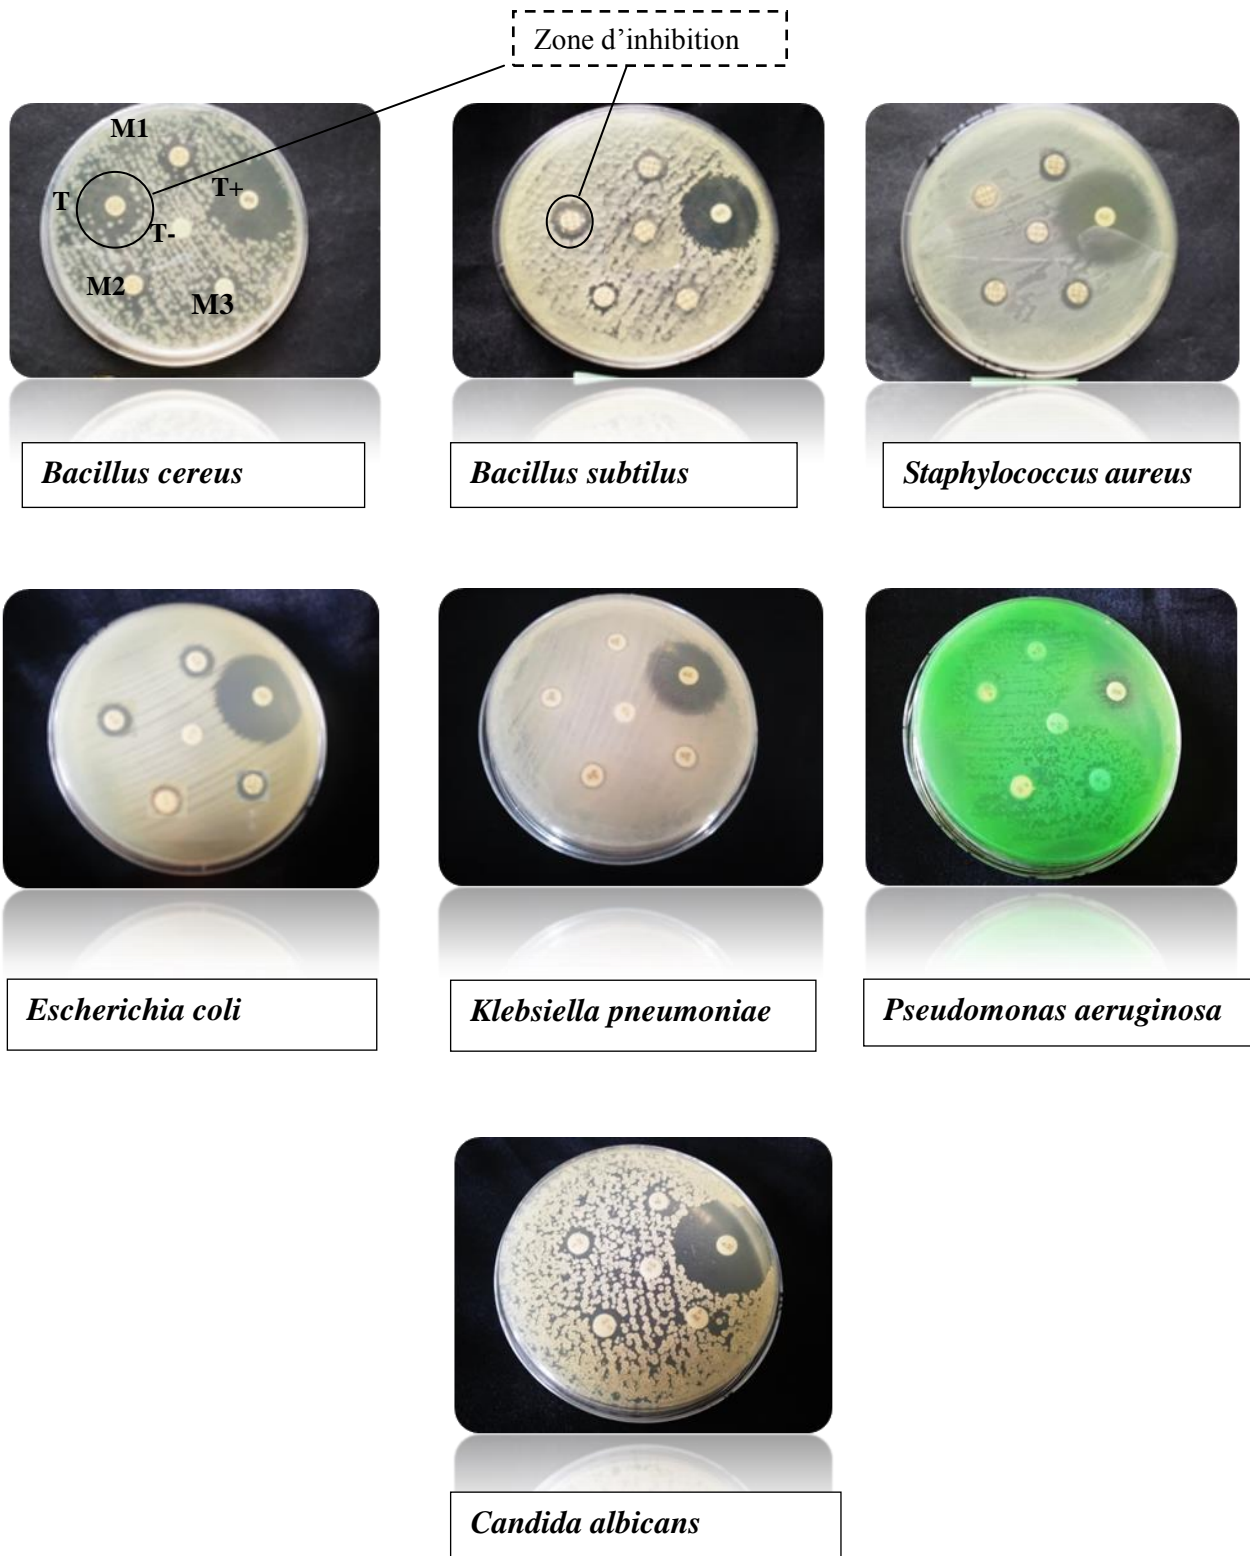 Zone d’inhibition
M1
T
T+
T-
M2
M3
Bacillus cereus
Bacillus subtilus
Staphylococcus aureus
Escherichia coli
Klebsiella pneumoniae
Pseudomonas aeruginosa
Candida albicans